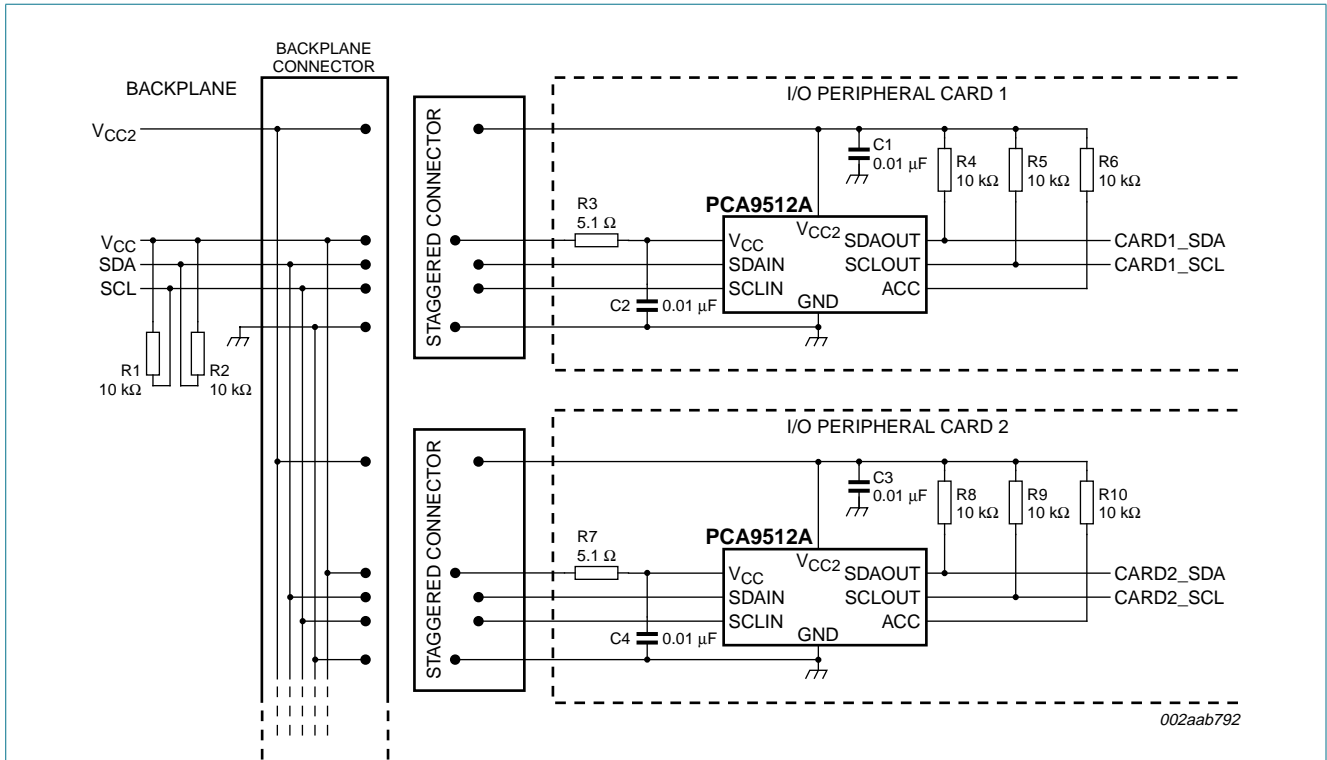 BACKPLANE
CONNECTOR
BACKPLANE
VCC2
VCC
SDA
SCL
R1
10 kΩ
R2
10 kΩ
STAGGERED CONNECTOR
I/O PERIPHERAL CARD 1
C1
0.01 μF
R4
10 kΩ
R5
10 kΩ
R6
10 kΩ
R3
5.1 Ω
PCA9512A
VCC
VCC2
SDAOUT
CARD1_SDA
SDAIN
SCLOUT
CARD1_SCL
SCLIN
ACC
GND
C2
0.01 μF
STAGGERED CONNECTOR
I/O PERIPHERAL CARD 2
C3
0.01 μF
R8
10 kΩ
R9
10 kΩ
R10
10 kΩ
R7
5.1 Ω
PCA9512A
VCC
VCC2
SDAOUT
CARD2_SDA
SDAIN
SCLOUT
CARD2_SCL
SCLIN
ACC
GND
C4
0.01 μF
002aab792